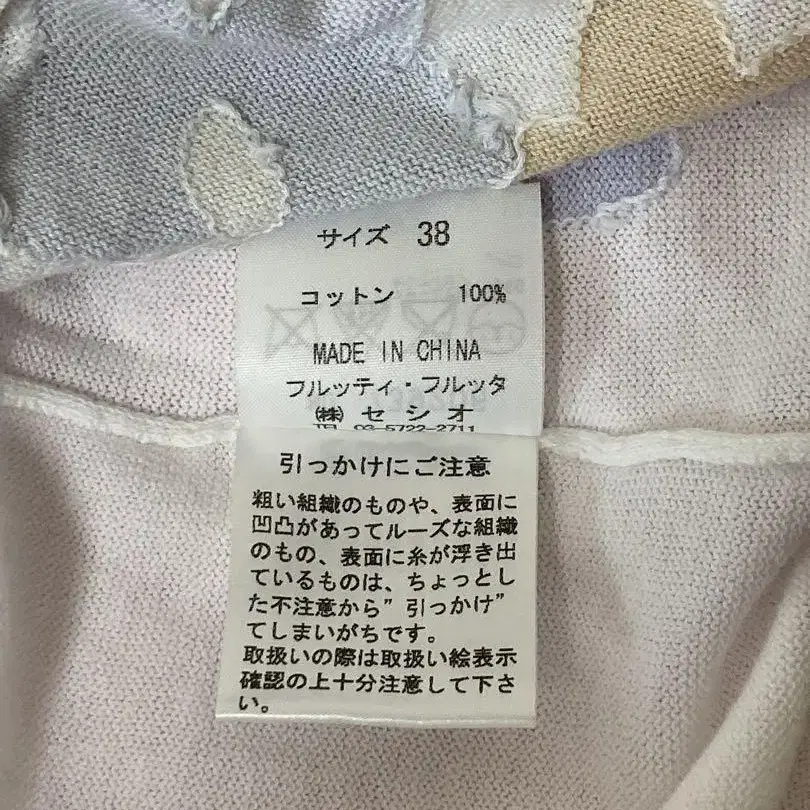 サイズ 38
コットン 100%
MADE IN CHINA
フルッティ・フルッタ
㈱ セシオ
TEL 03-5722-2711
引っかけにご注意
粗い組織のものや、表面に
凹凸があってルーズな組織
のもの、表面に糸が浮き出
ているものは、ちょっとし
た不注意から”引っかけ”
てしまいがちです。
取扱いの際は取扱い絵表示
確認の上十分注意して下さ
い。